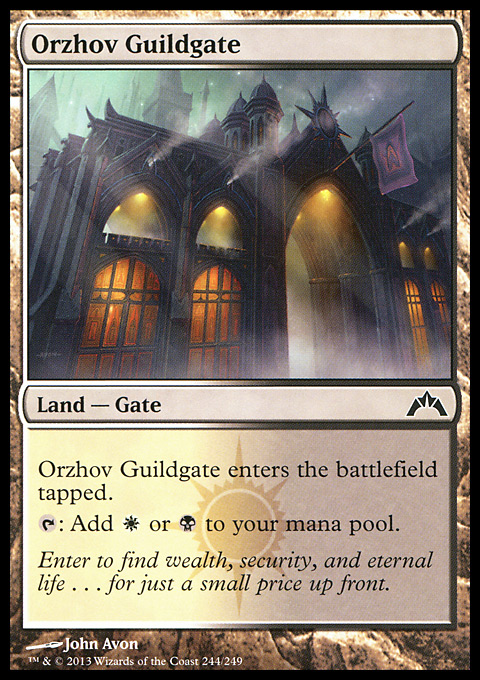 Orzhov Guildgate
Land — Gate
Orzhov Guildgate enters the battlefield
tapped.
: Add or to your mana pool.
Enter to find wealth, security, and eternal
life . . . for just a small price up front.
John Avon
™ & © 2013 Wizards of the Coast 244/249